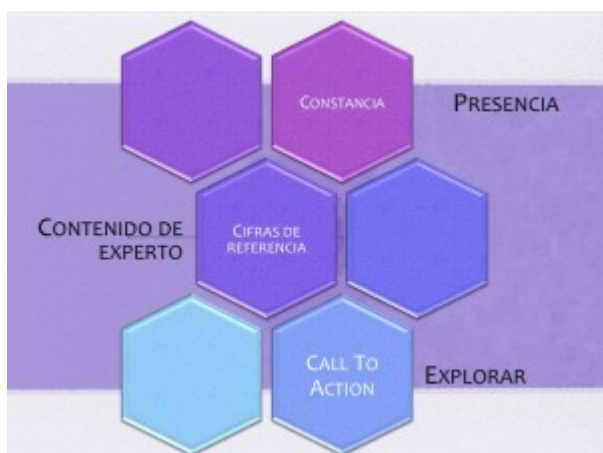 Constancia
Presencia
Contenido de
experto
Cifras de
referencia
Call To
Action
Explorar